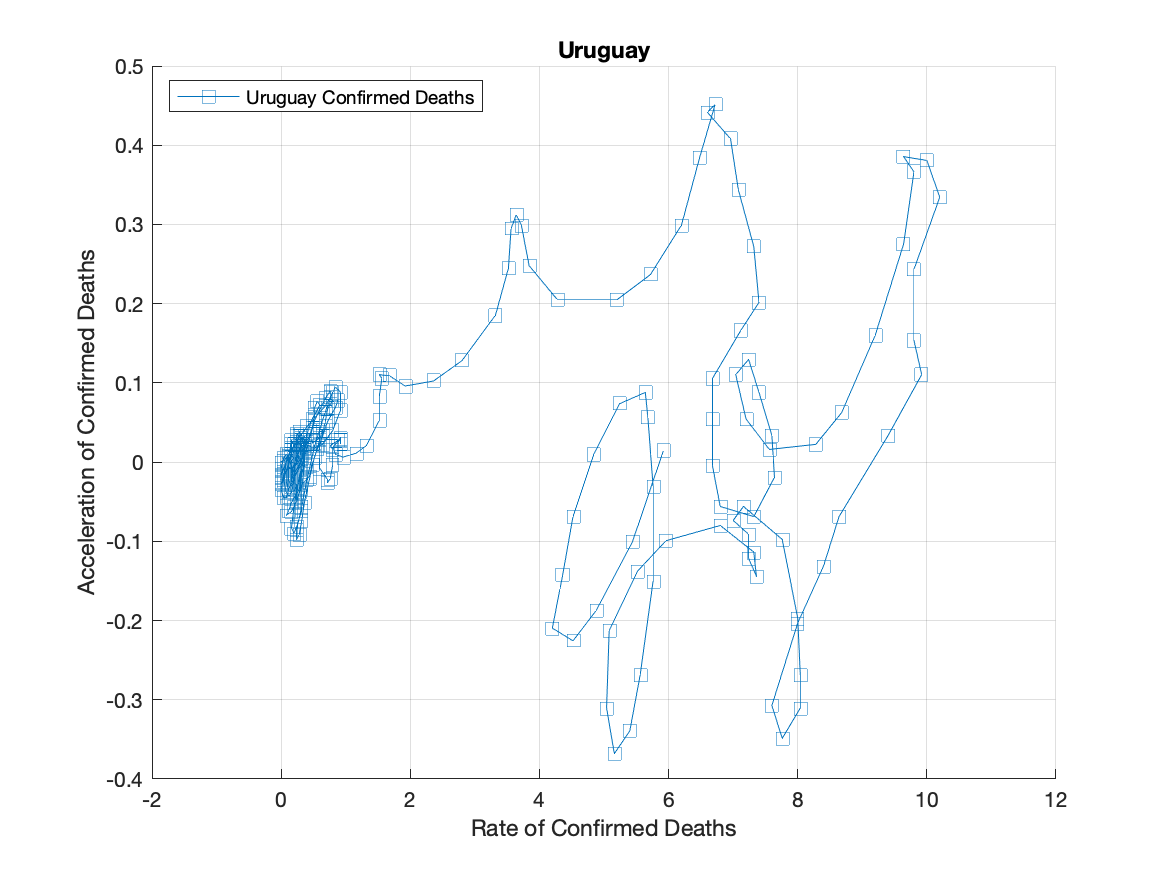 Uruguay
Uruguay Confirmed Deaths
0.5
0.4
0.3
0.2
0.1
0
-0.1
-0.2
-0.3
-0.4
Acceleration of Confirmed Deaths
-2 0 2 4 6 8 10 12
Rate of Confirmed Deaths